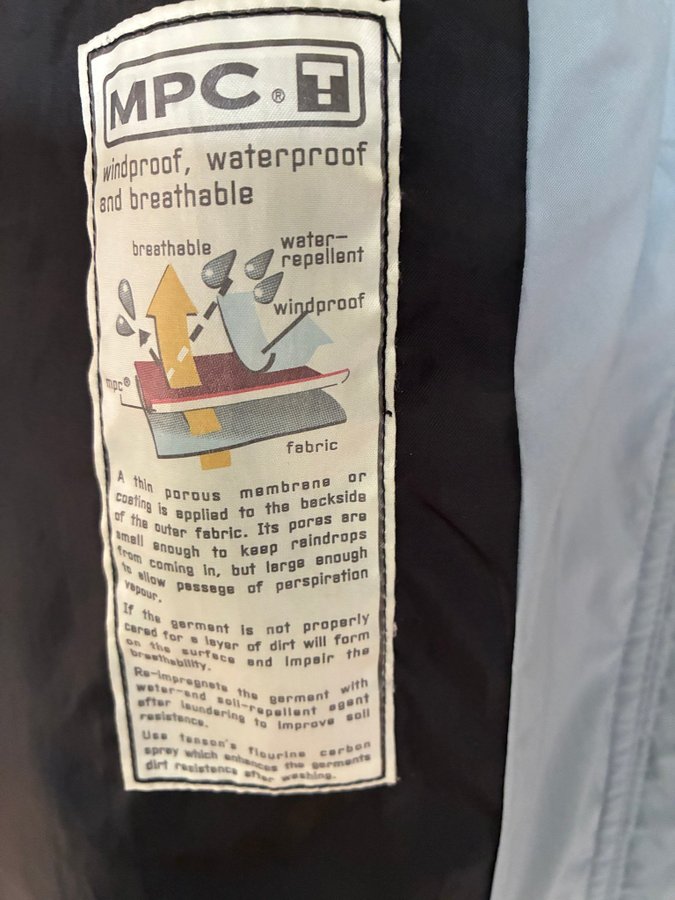 MPC ® TH
windproof, waterproof
and breathable
breathable
water-
repellent
windproof
mpc®
fabric
A thin porous membrane or
coating is applied to the backside
of the outer fabric. Its pores are
small enough to keep raindrops
from coming in, but large enough
to allow passage of perspiration
vapour.
If the garment is not properly
cared for a layer of dirt will form
on the surface and impair the
breathability.
Re-impregnate the garment with
water-and soil-repellent agent
after laundering to improve soil
resistance.
Use tenson's flourine carbon
spray which enhances the garments
dirt resistance after washing.